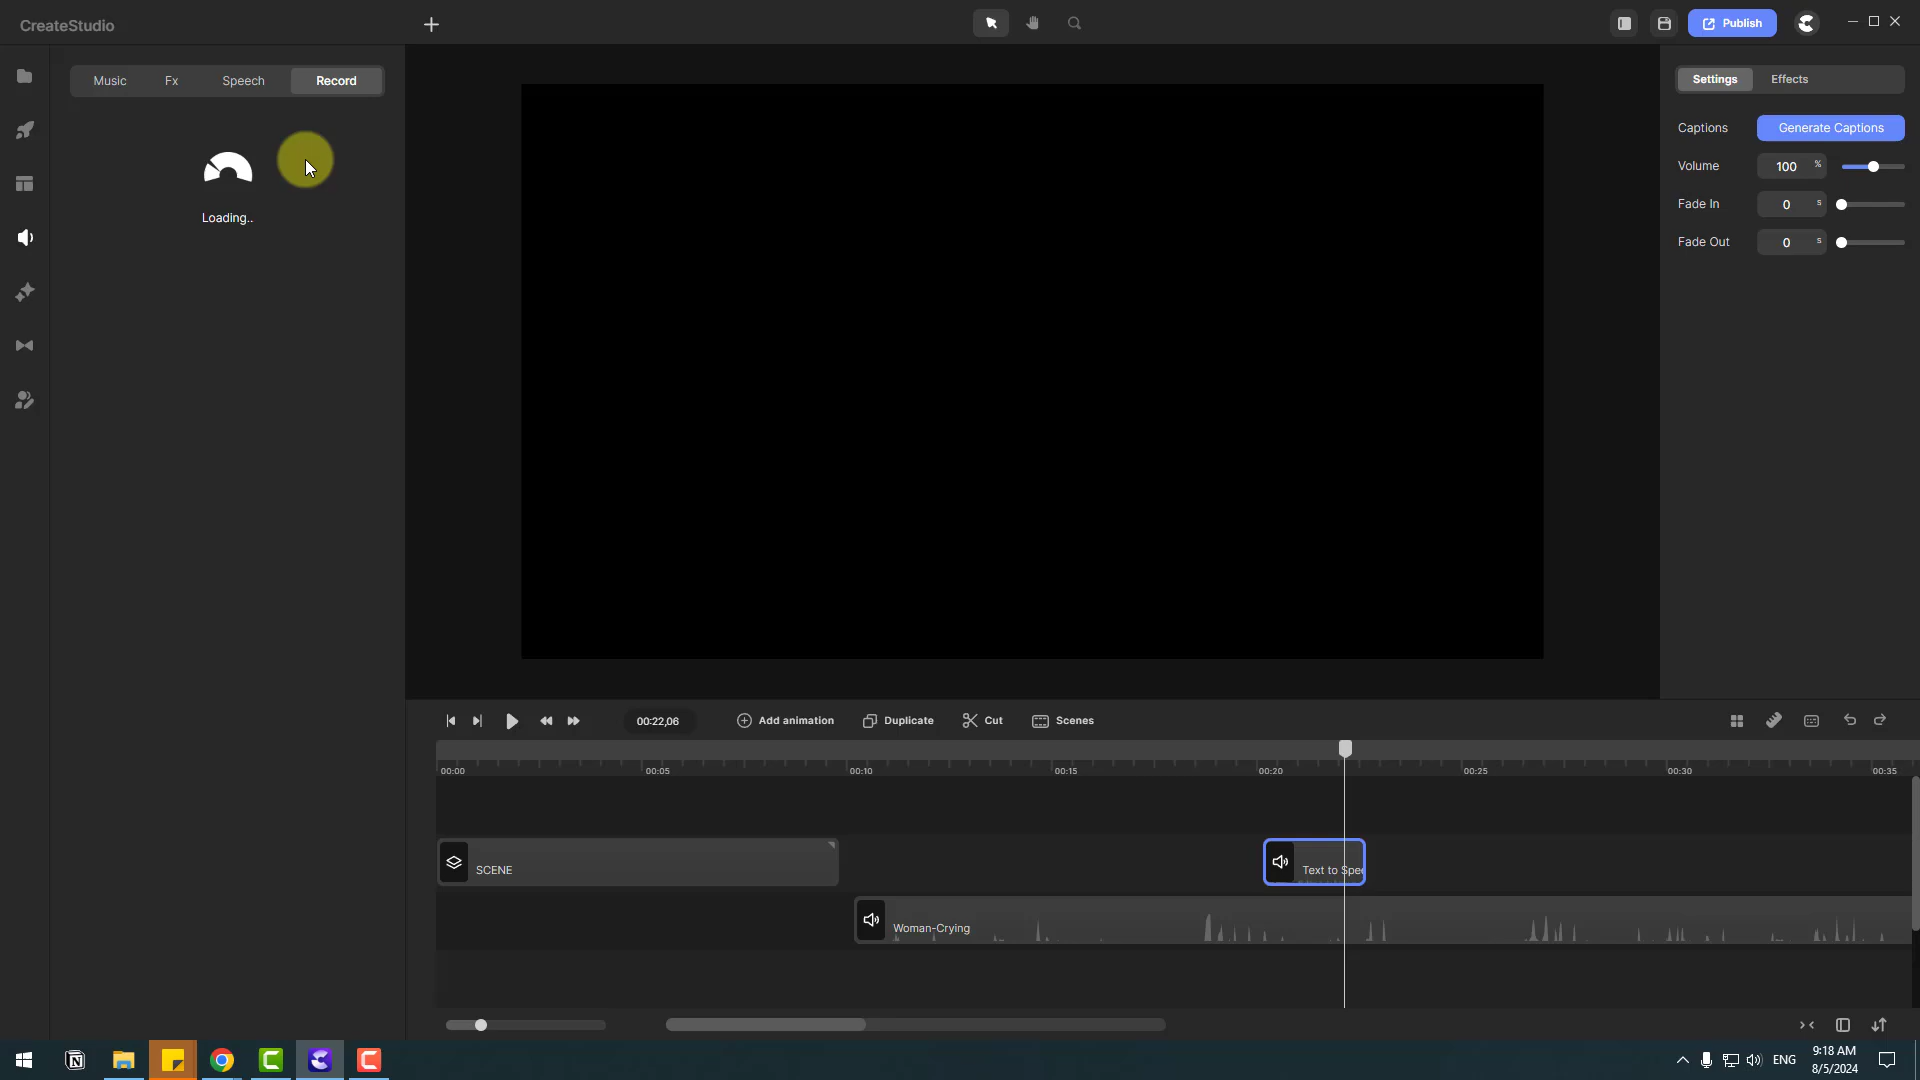 CreateStudio
Publish
Music Fx Speech Record
Loading..
Settings Effects
Captions Generate Captions
Volume 100 %
Fade In 0 s
Fade Out 0 s
00:22,06 Add animation Duplicate Cut Scenes
00:00 00:05 00:10 00:15 00:20 00:25 00:30 00:35
SCENE
Text to Spee
Woman-Crying
ENG
9:18 AM
8/5/2024